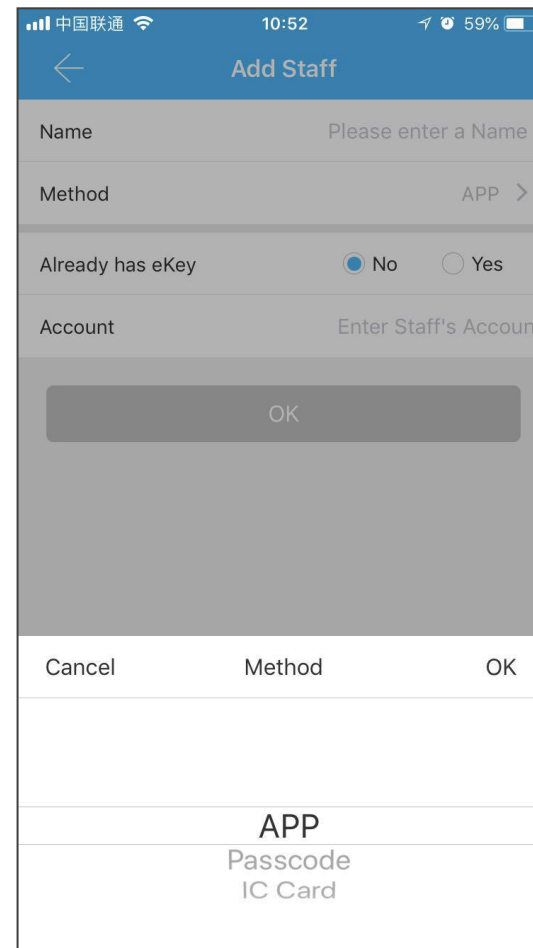 中国联通 10:52 59%
Add Staff
Name Please enter a Name
Method APP
Already has eKey No Yes
Account Enter Staff's Accoun
OK
Cancel Method OK
APP
Passcode
IC Card